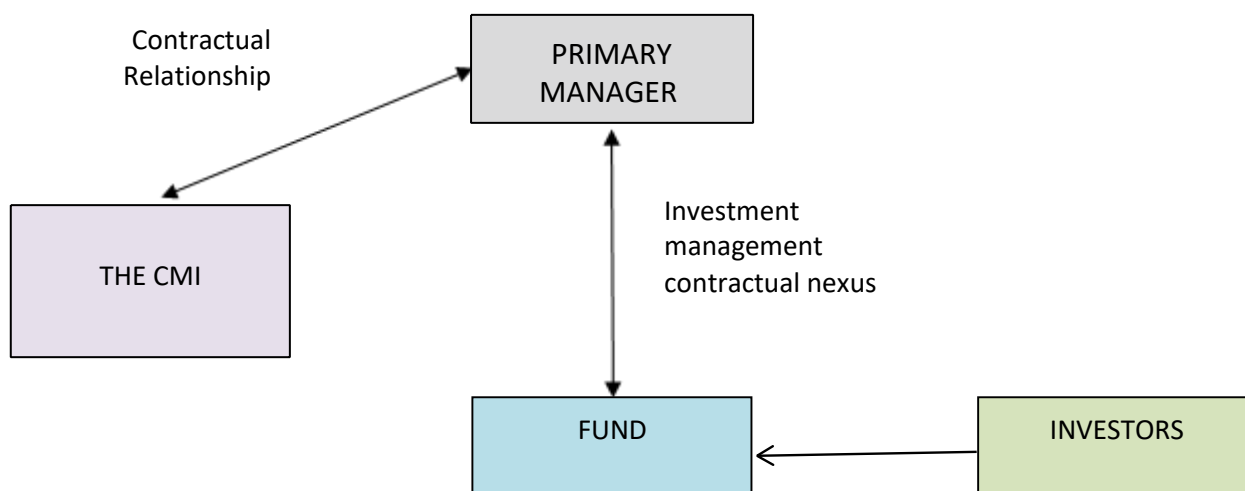 Contractual
Relationship
PRIMARY
MANAGER
THE CMI
Investment
management
contractual nexus
FUND
INVESTORS